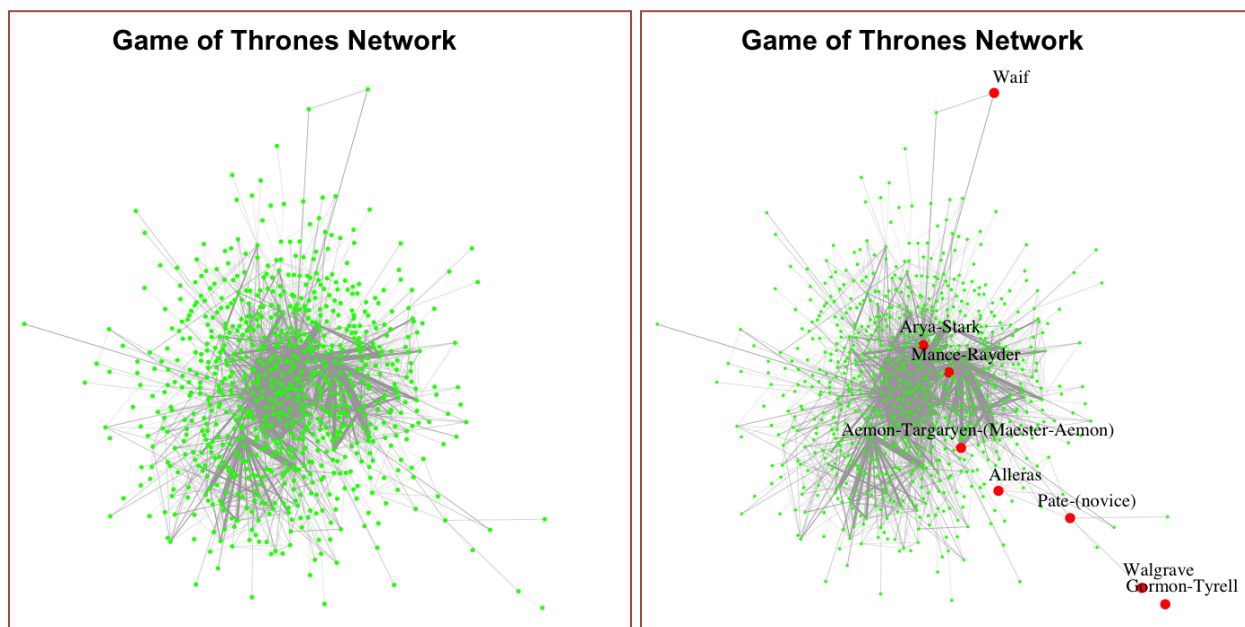 Game of Thrones Network
Game of Thrones Network
Waif
Arya-Stark
Mance-Rayder
Aemon-Targaryen-(Maester-Aemon)
Alleras
Pate-(novice)
Walgrave
Gormon-Tyrell